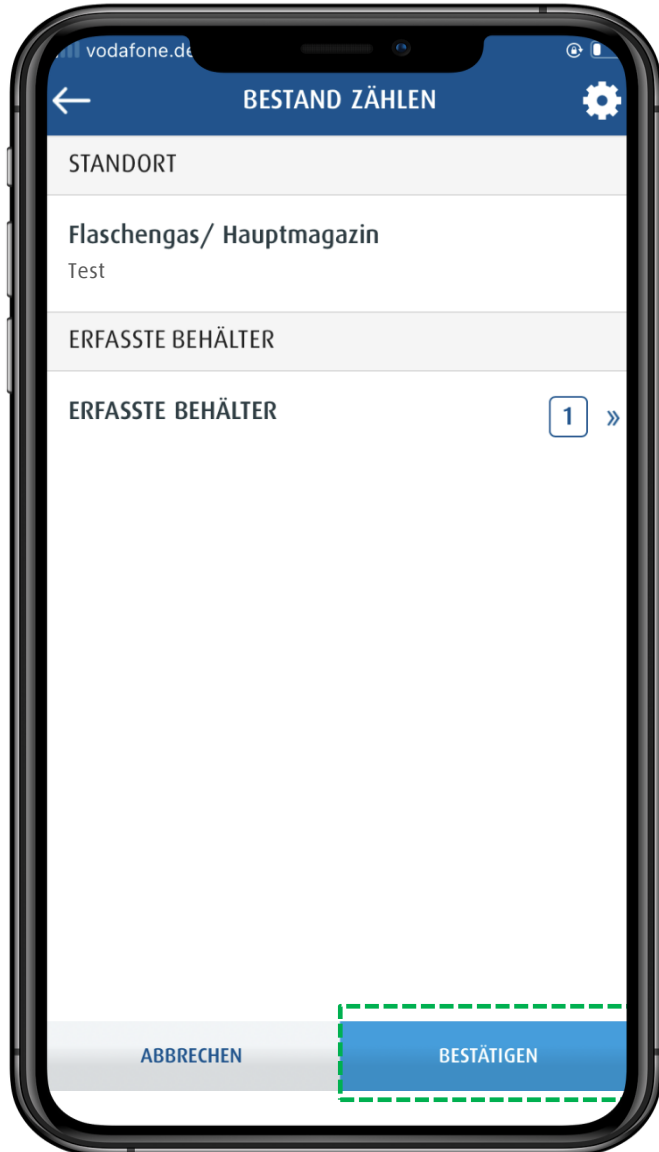 vodafone.de
BESTAND ZÄHLEN
STANDORT
Flaschengas/ Hauptmagazin
Test
ERFASSTE BEHÄLTER
ERFASSTE BEHÄLTER 1 »
ABBRECHEN BESTÄTIGEN